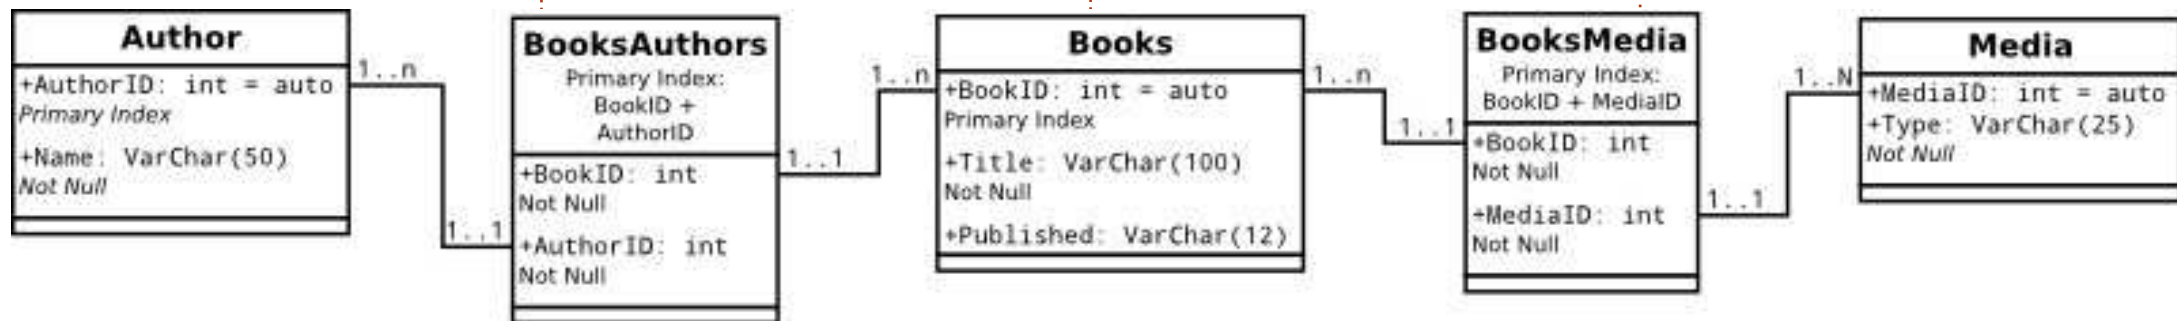 Author
+AuthorID: int = auto
Primary Index
+Name: VarChar(50)
Not Null
1..n
1..1
BooksAuthors
Primary Index:
BookID +
AuthorID
+BookID: int
Not Null
+AuthorID: int
Not Null
1..1
1..n
Books
+BookID: int = auto
Primary Index
+Title: VarChar(100)
Not Null
+Published: VarChar(12)
1..n
1..1
BooksMedia
Primary Index:
BookID + MediaID
+BookID: int
Not Null
+MediaID: int
Not Null
1..1
1..N
Media
+MediaID: int = auto
+Type: VarChar(25)
Not Null